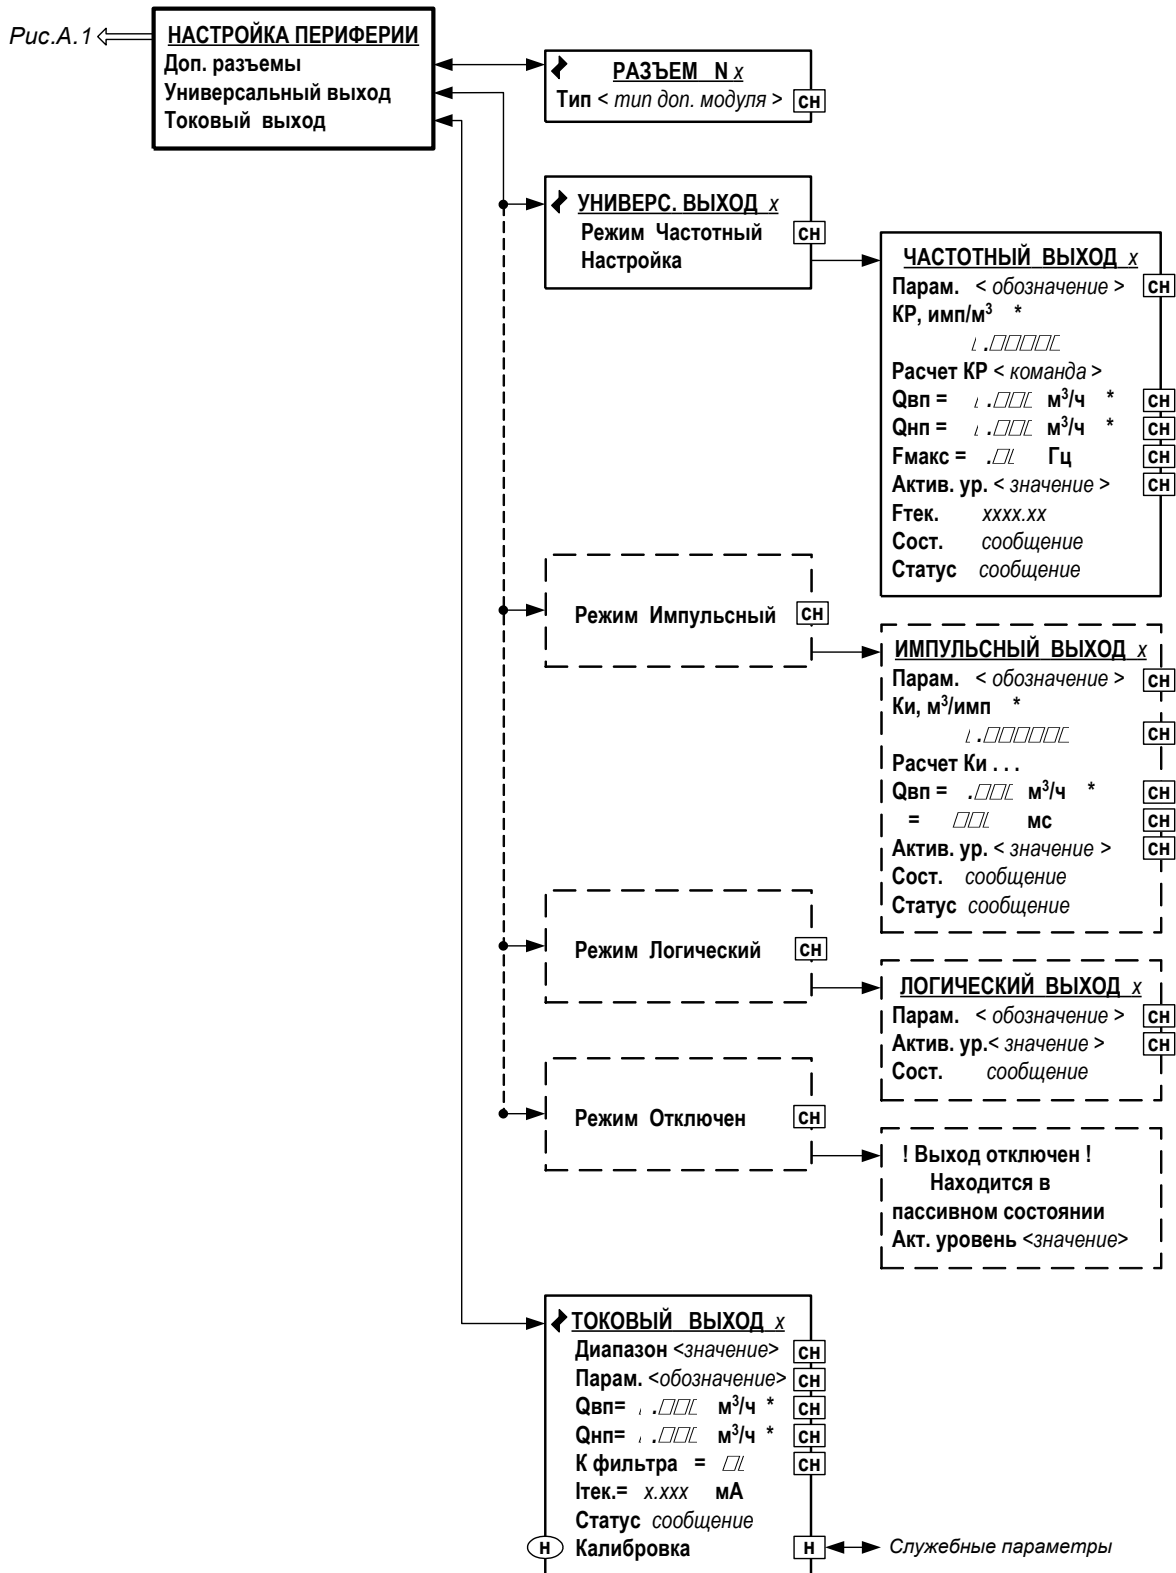 Рис.А.1
НАСТРОЙКА ПЕРИФЕРИИ
Доп. разъемы
Универсальный выход
Токовый выход
РАЗЪЕМ N x
Тип < тип доп. модуля > СН
УНИВЕРС. ВЫХОД x
Режим Частотный СН
Настройка
ЧАСТОТНЫЙ ВЫХОД x
Парам. < обозначение > СН
КР, имп/м³ *
Расчет КР < команда >
Qвп = м³/ч * СН
Qнп = м³/ч * СН
Fмакс = Гц СН
Актив. ур. < значение > СН
Fтек. xxxx.xx
Сост. сообщение
Статус сообщение
Режим Импульсный СН
ИМПУЛЬСНЫЙ ВЫХОД x
Парам. < обозначение > СН
Ки, м³/имп *
СН
Расчет Ки . . .
Qвп = м³/ч * СН
= мс СН
Актив. ур. < значение > СН
Сост. сообщение
Статус сообщение
Режим Логический СН
ЛОГИЧЕСКИЙ ВЫХОД x
Парам. < обозначение > СН
Актив. ур.< значение > СН
Сост. сообщение
Режим Отключен СН
! Выход отключен !
Находится в
пассивном состоянии
Акт. уровень <значение>
ТОКОВЫЙ ВЫХОД x
Диапазон <значение> СН
Парам. <обозначение> СН
Qвп= м³/ч * СН
Qнп= м³/ч * СН
К фильтра = СН
Iтек.= x.xxx мА
Статус сообщение
Н Калибровка Н Служебные параметры